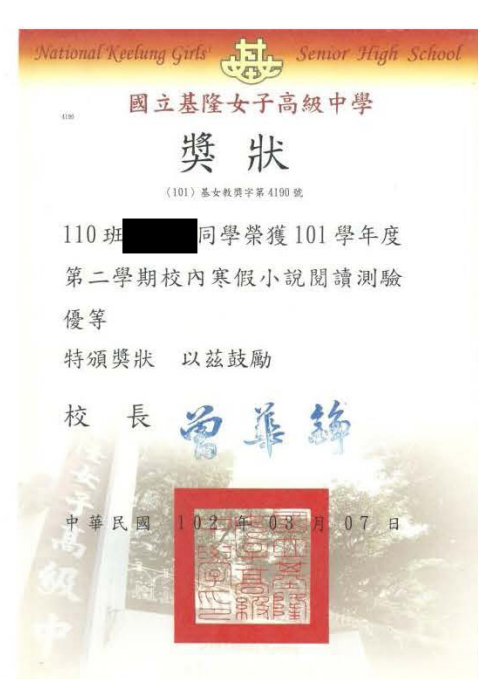 National Keelung Girls' Senior High School
國立基隆女子高級中學
4190
獎 狀
(101) 基女教獎字第 4190 號
110 班 同學榮獲 101 學年度
第二學期校內寒假小說閱讀測驗
優等
特頒獎狀 以茲鼓勵
校 長 曾 華 錚
中 華 民 國 102 年 03 月 07 日